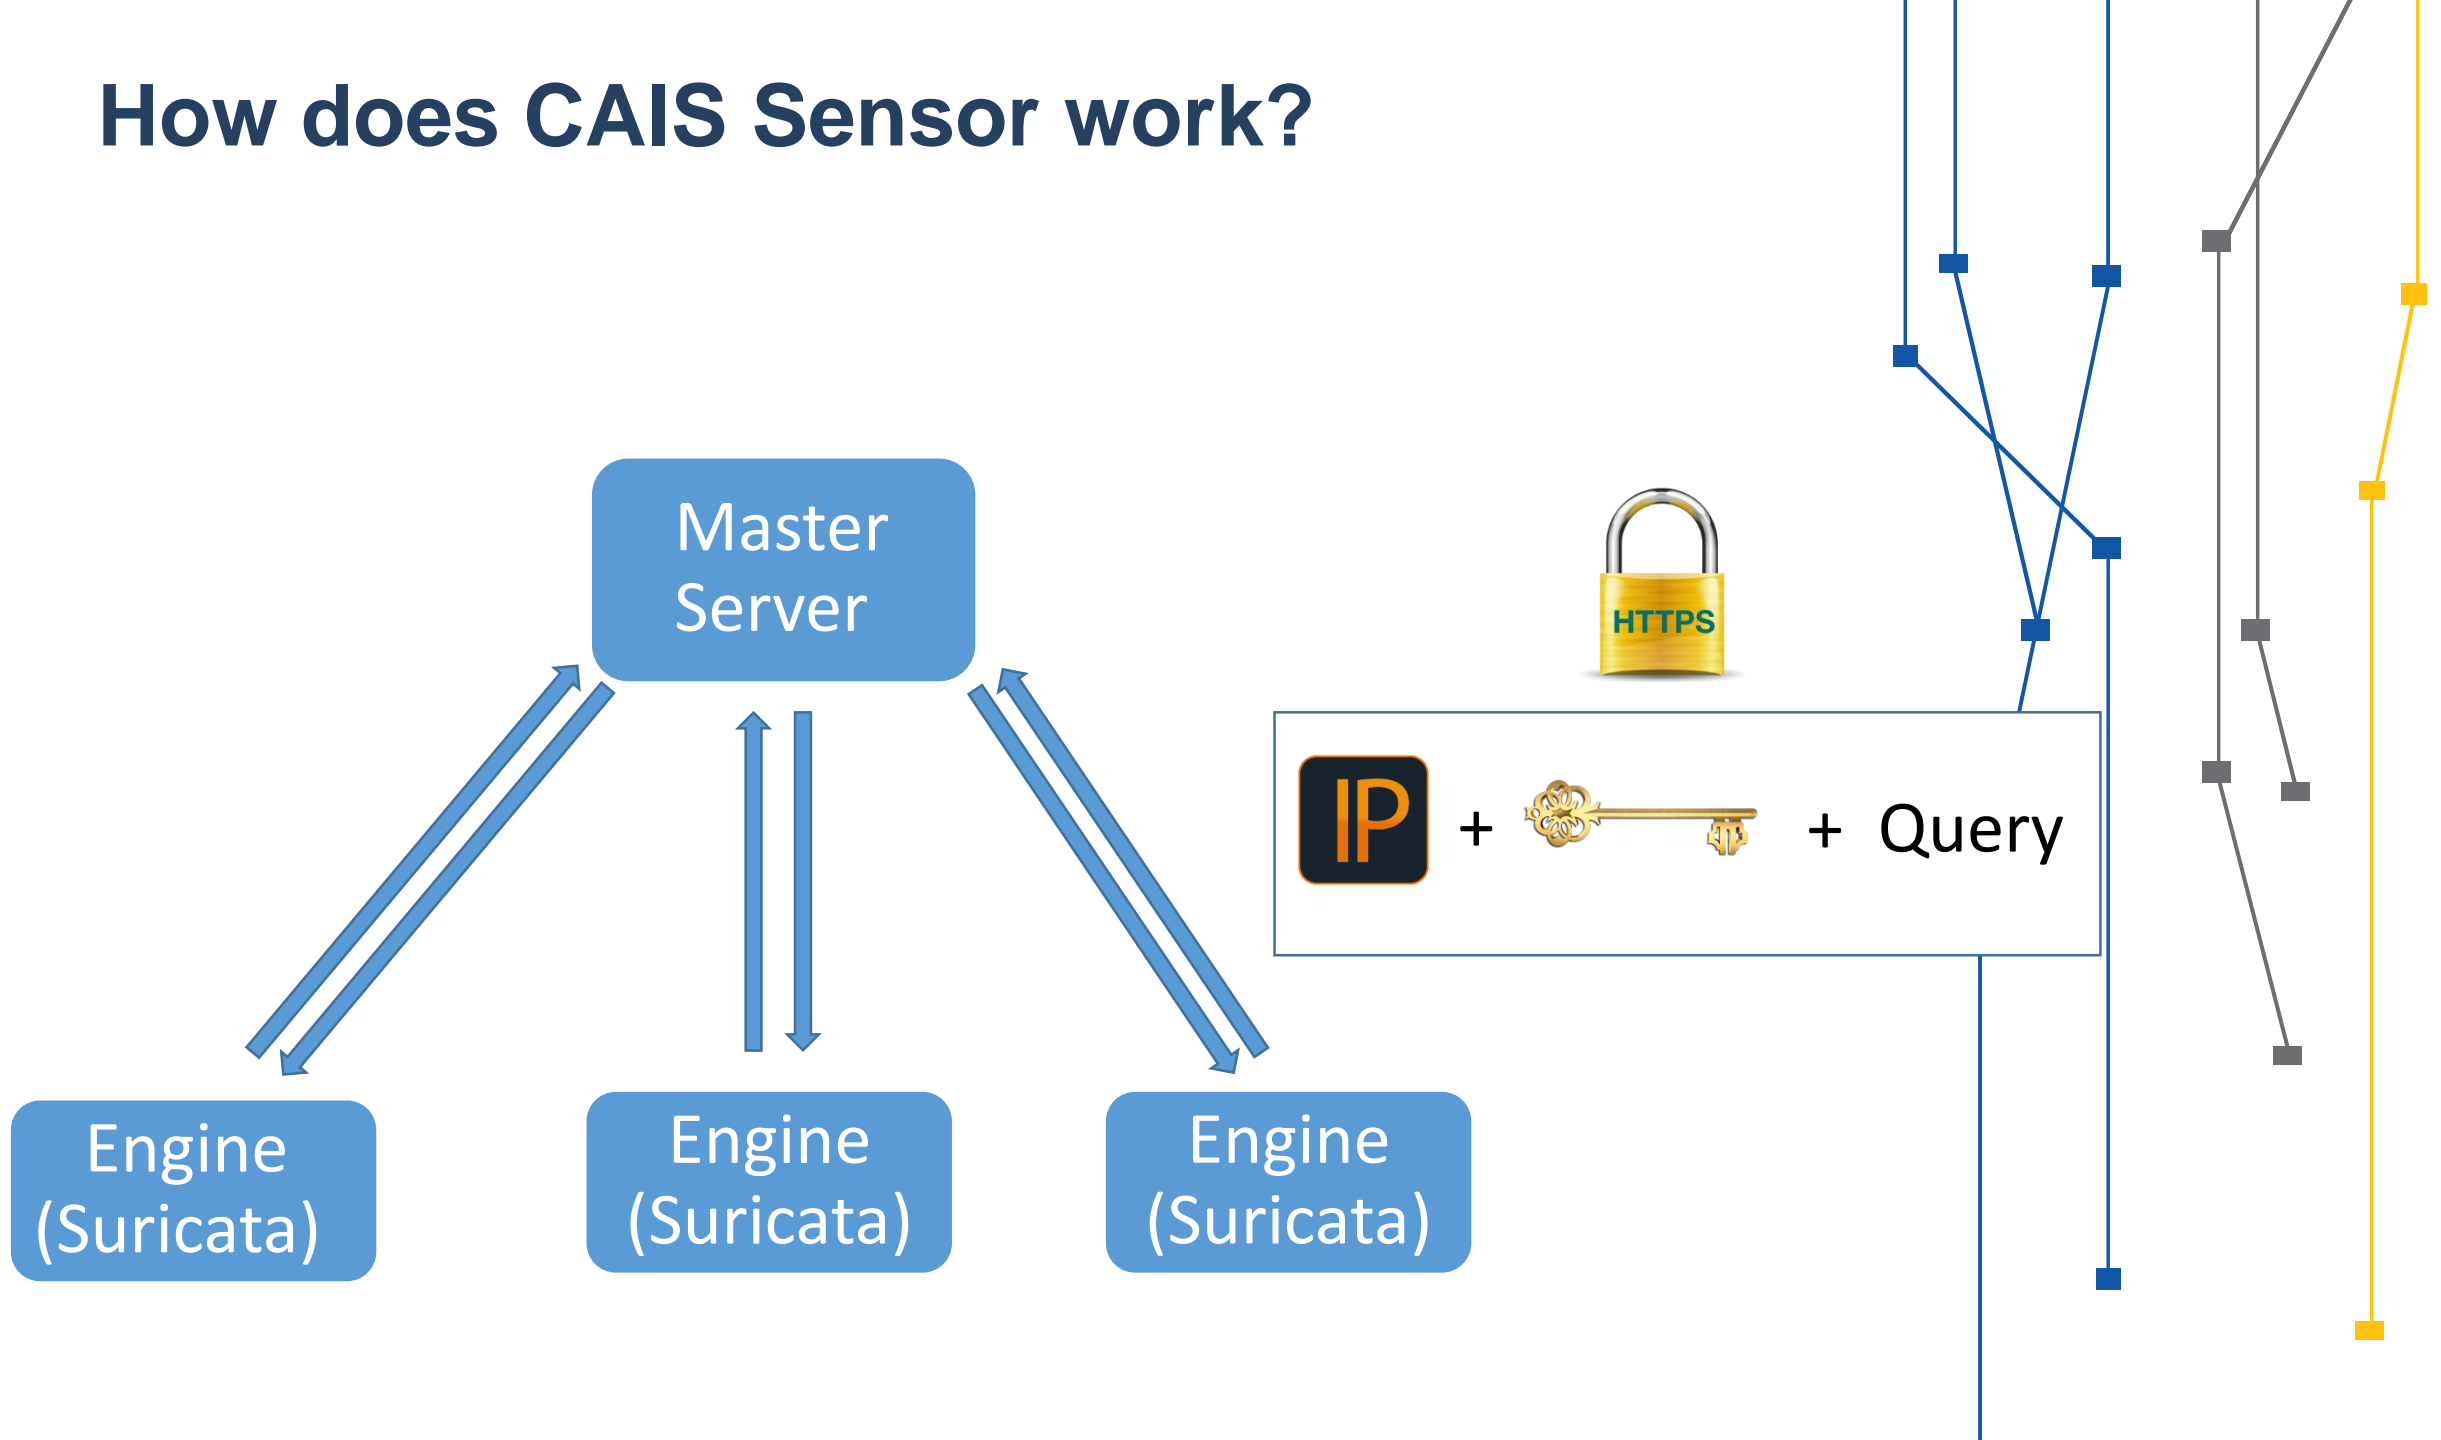 How does CAIS Sensor work?
Master
Server
HTTPS
IP + + Query
Engine
(Suricata)
Engine
(Suricata)
Engine
(Suricata)